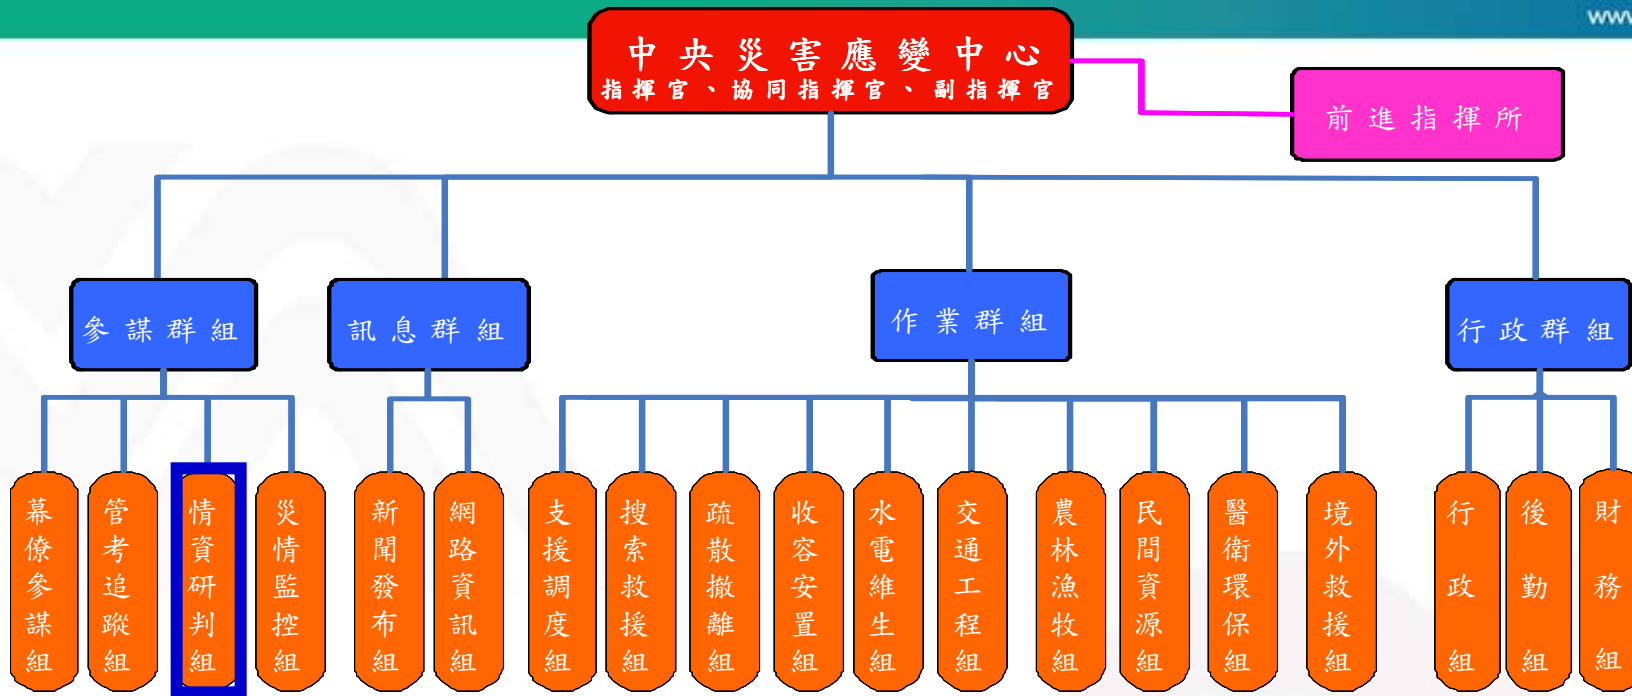 www
中央災害應變中心
指揮官、協同指揮官、副指揮官
前進指揮所
參謀群組
訊息群組
作業群組
行政群組
幕僚參謀組
管考追蹤組
情資研判組
災情監控組
新聞發布組
網路資訊組
支援調度組
搜索救援組
疏散撤離組
收容安置組
水電維生組
交通工程組
農林漁牧組
民間資源組
醫衛環保組
境外救援組
行政組
後勤組
財務組